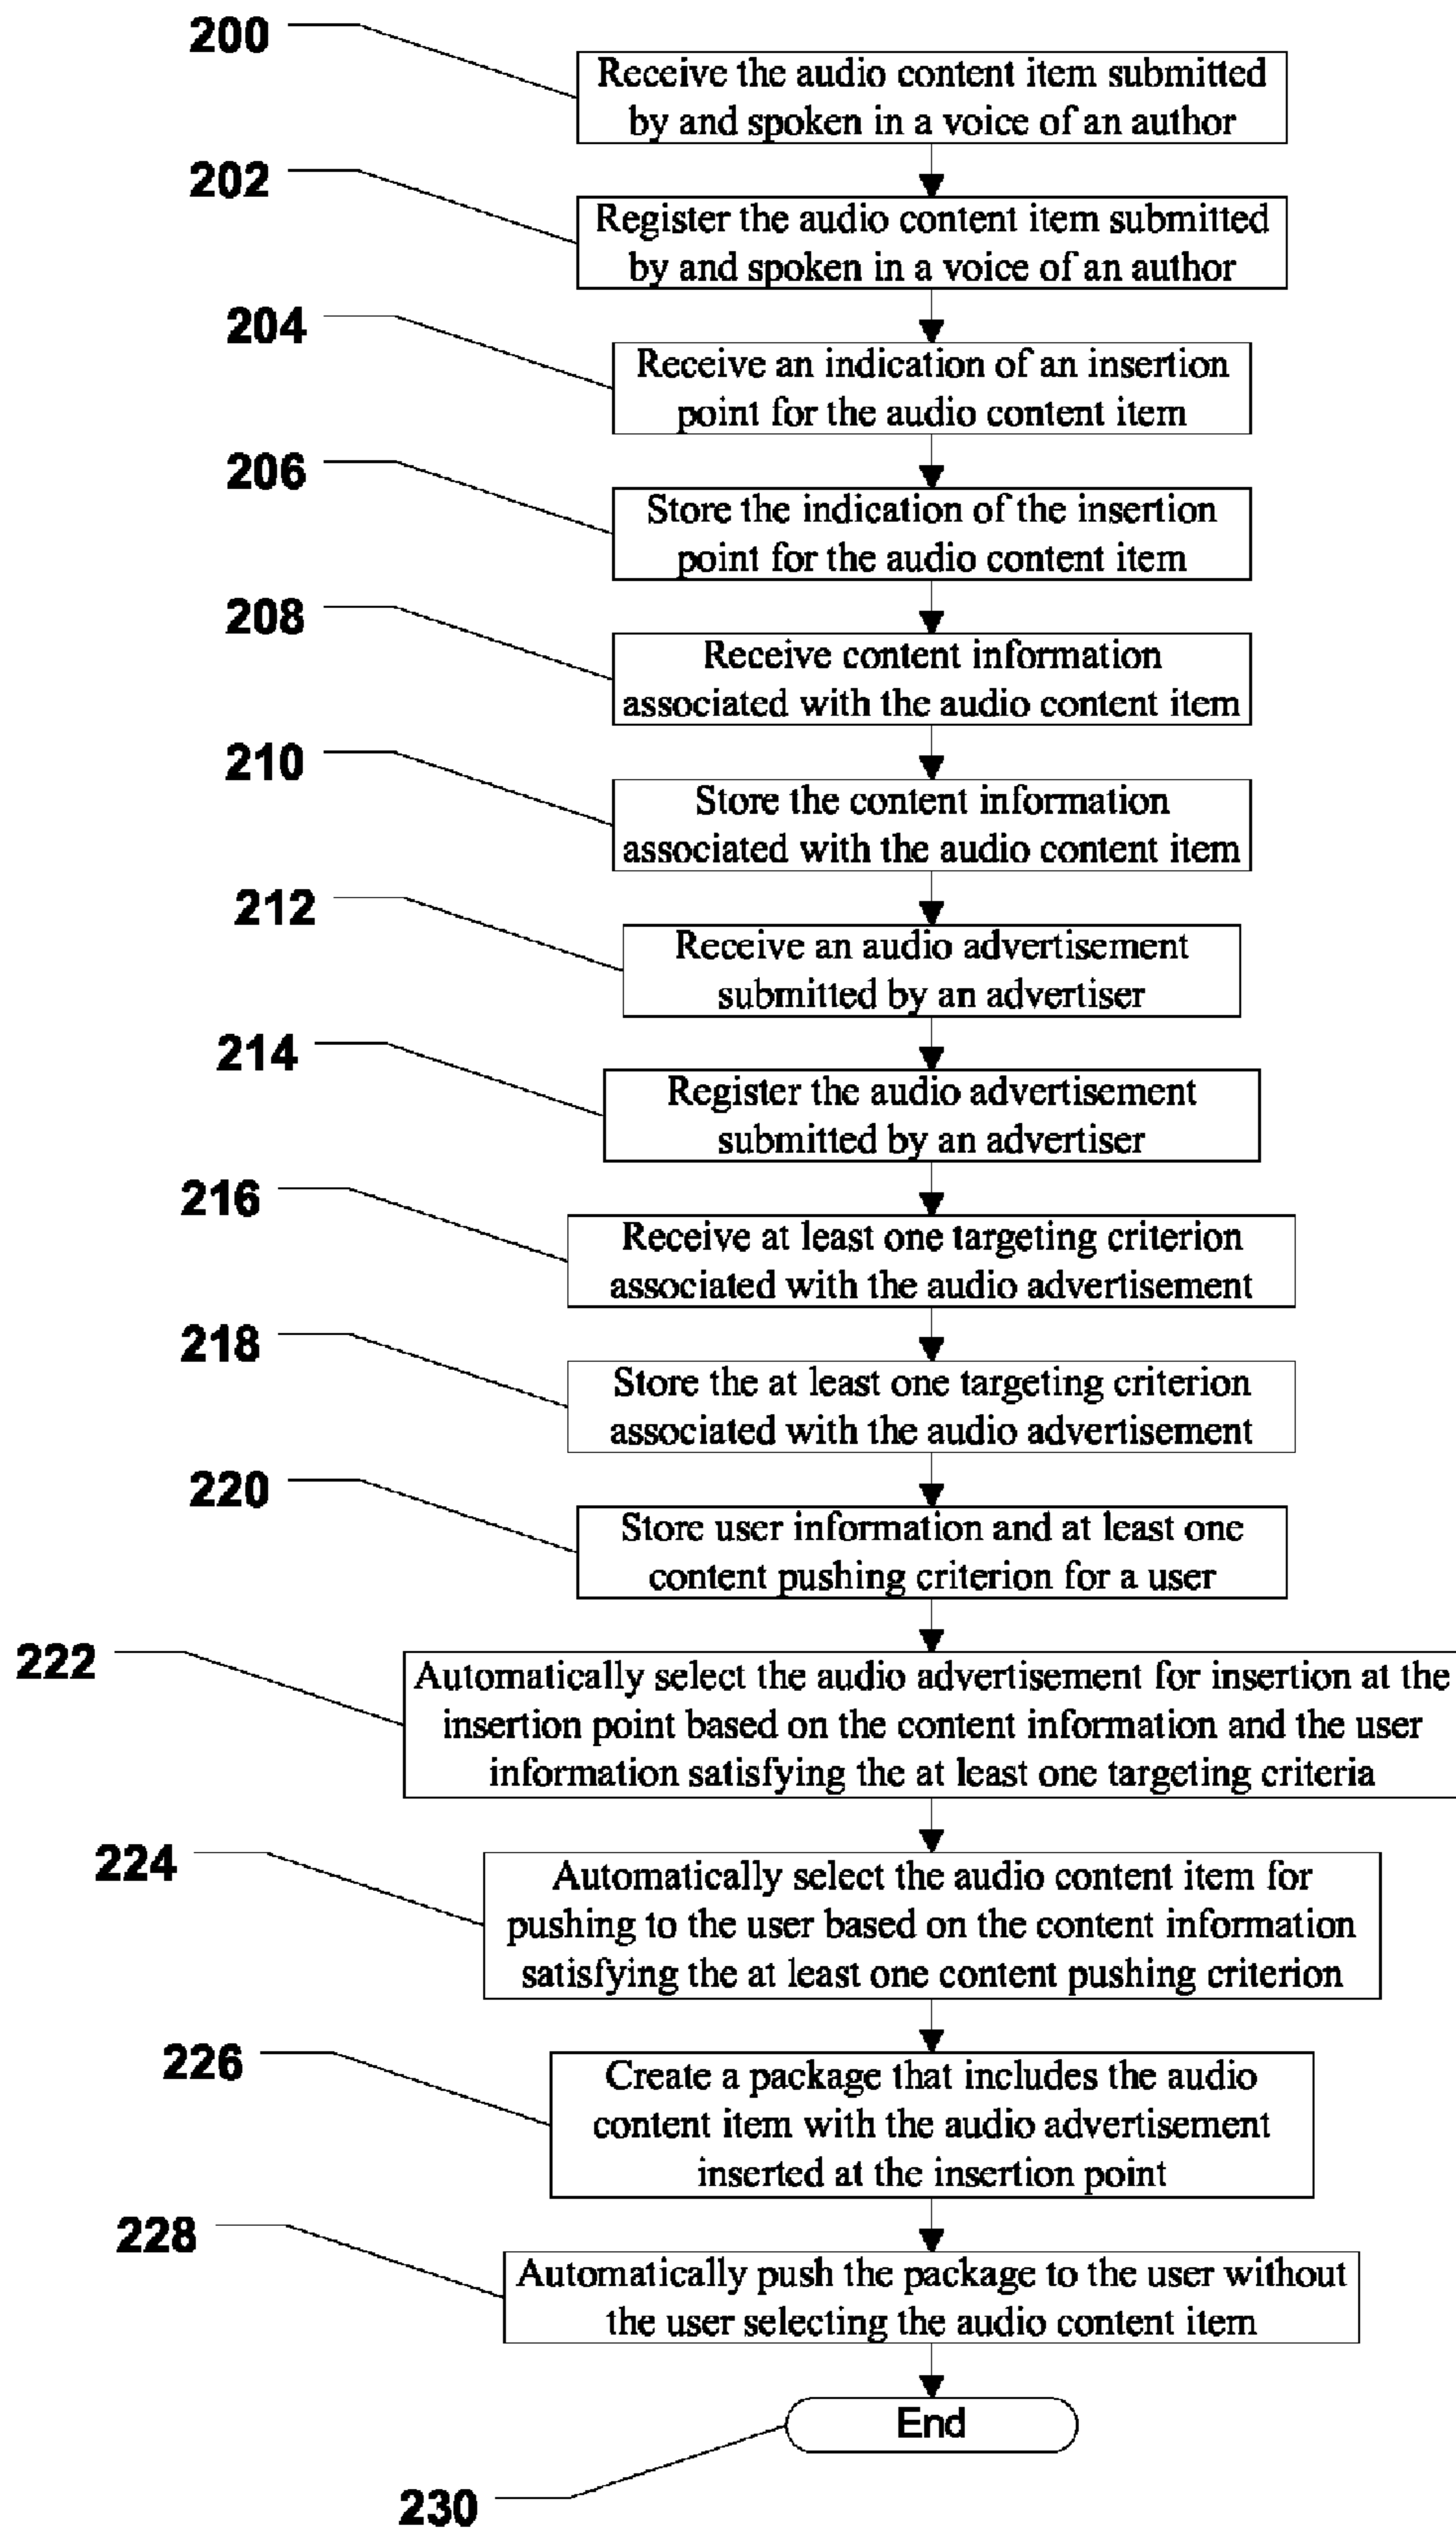 200
Receive the audio content item submitted
by and spoken in a voice of an author
202
Register the audio content item submitted
by and spoken in a voice of an author
204
Receive an indication of an insertion
point for the audio content item
206
Store the indication of the insertion
point for the audio content item
208
Receive content information
associated with the audio content item
210
Store the content information
associated with the audio content item
212
Receive an audio advertisement
submitted by an advertiser
214
Register the audio advertisement
submitted by an advertiser
216
Receive at least one targeting criterion
associated with the audio advertisement
218
Store the at least one targeting criterion
associated with the audio advertisement
220
Store user information and at least one
content pushing criterion for a user
222
Automatically select the audio advertisement for insertion at the
insertion point based on the content information and the user
information satisfying the at least one targeting criteria
224
Automatically select the audio content item for
pushing to the user based on the content information
satisfying the at least one content pushing criterion
226
Create a package that includes the audio
content item with the audio advertisement
inserted at the insertion point
228
Automatically push the package to the user without
the user selecting the audio content item
End
230